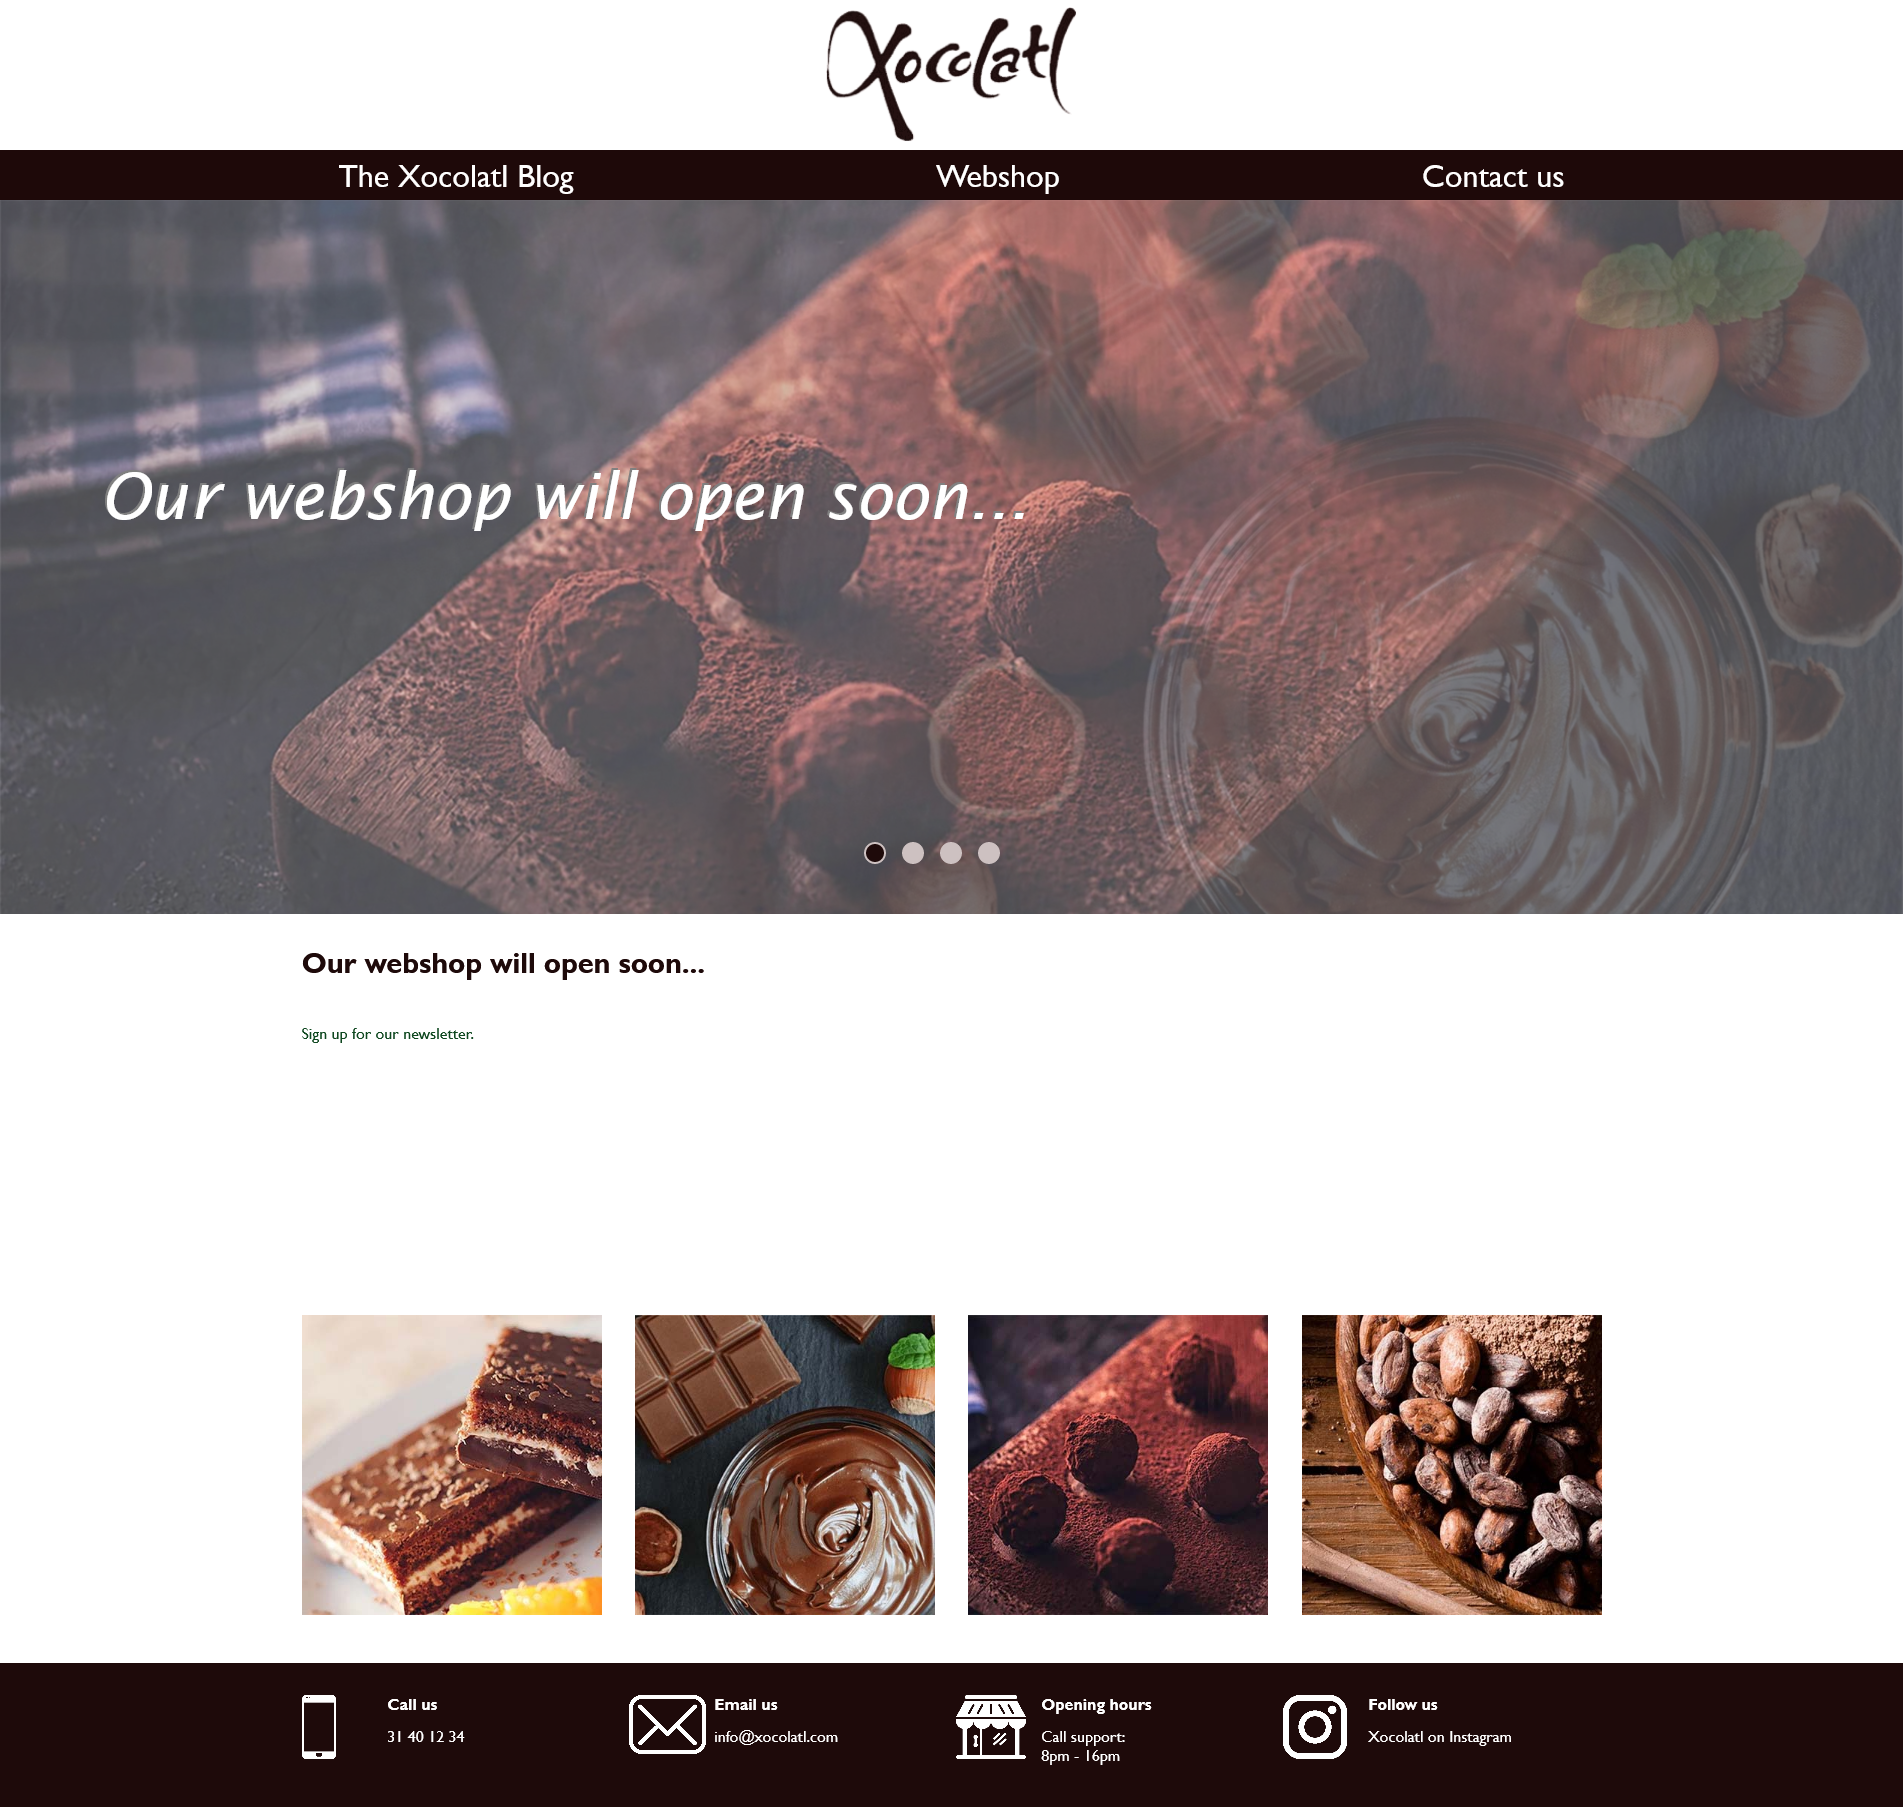 Xocolatl
The Xocolatl Blog
Webshop
Contact us
Our webshop will open soon...
Our webshop will open soon...
Sign up for our newsletter.
Call us
31 40 12 34
Email us
info@xocolatl.com
Opening hours
Call support:
8pm - 16pm
Follow us
Xocolatl on Instagram